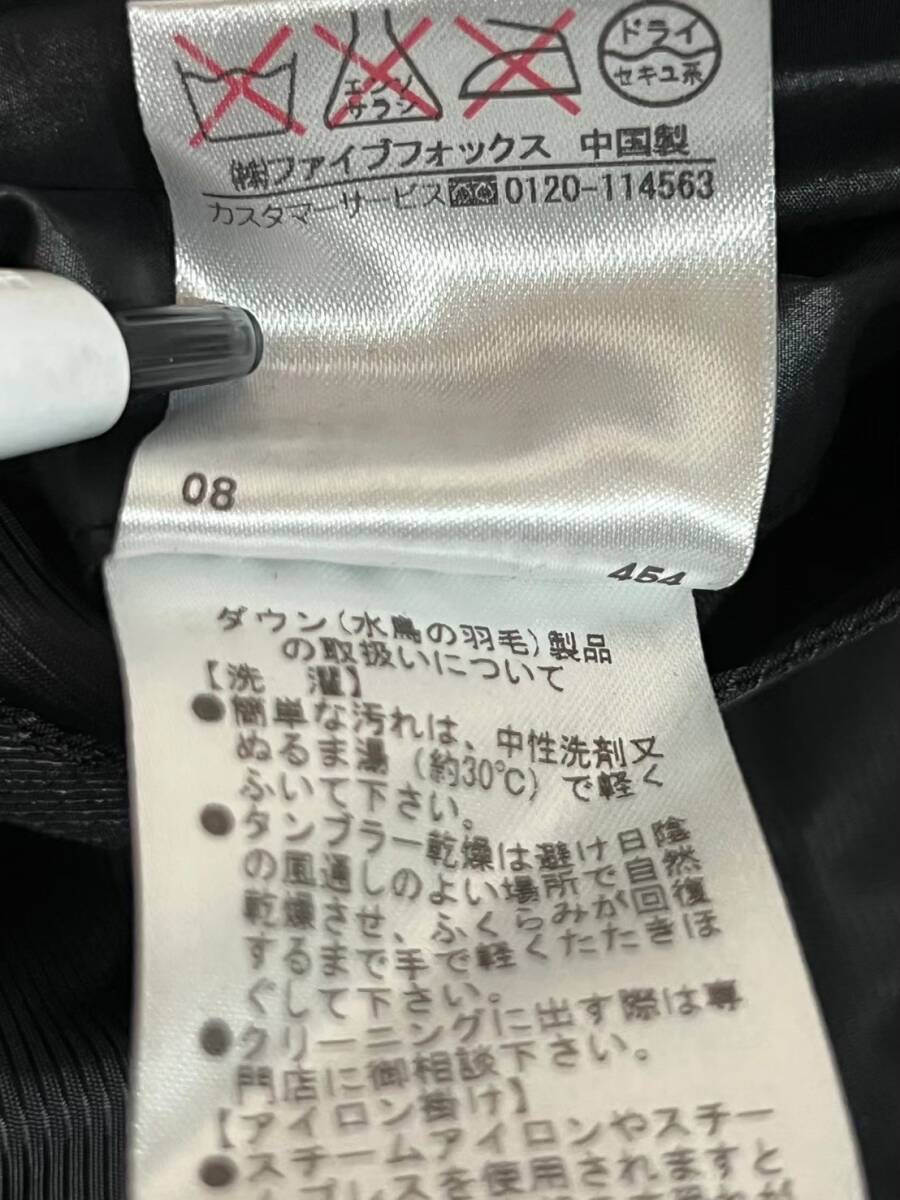 エンソ
サラシ
ドライ
セキユ系
㈱ファイブフォックス 中国製
カスタマーサービス 0120-114563
08
454
ダウン(水鳥の羽毛)製品
の取扱いについて
【洗 濯】
●簡単な汚れは、中性洗剤又
ぬるま湯(約30℃)で軽く
ふいて下さい。
●タンブラー乾燥は避け日陰
の風通しのよい場所で自然
乾燥させ、ふくらみが回復
するまで手で軽くたたきほ
ぐして下さい。
●クリーニングに出す際は専
門店に御相談下さい。
【アイロン掛け】
●スチームアイロンやスチー
ムプレスを使用されますと